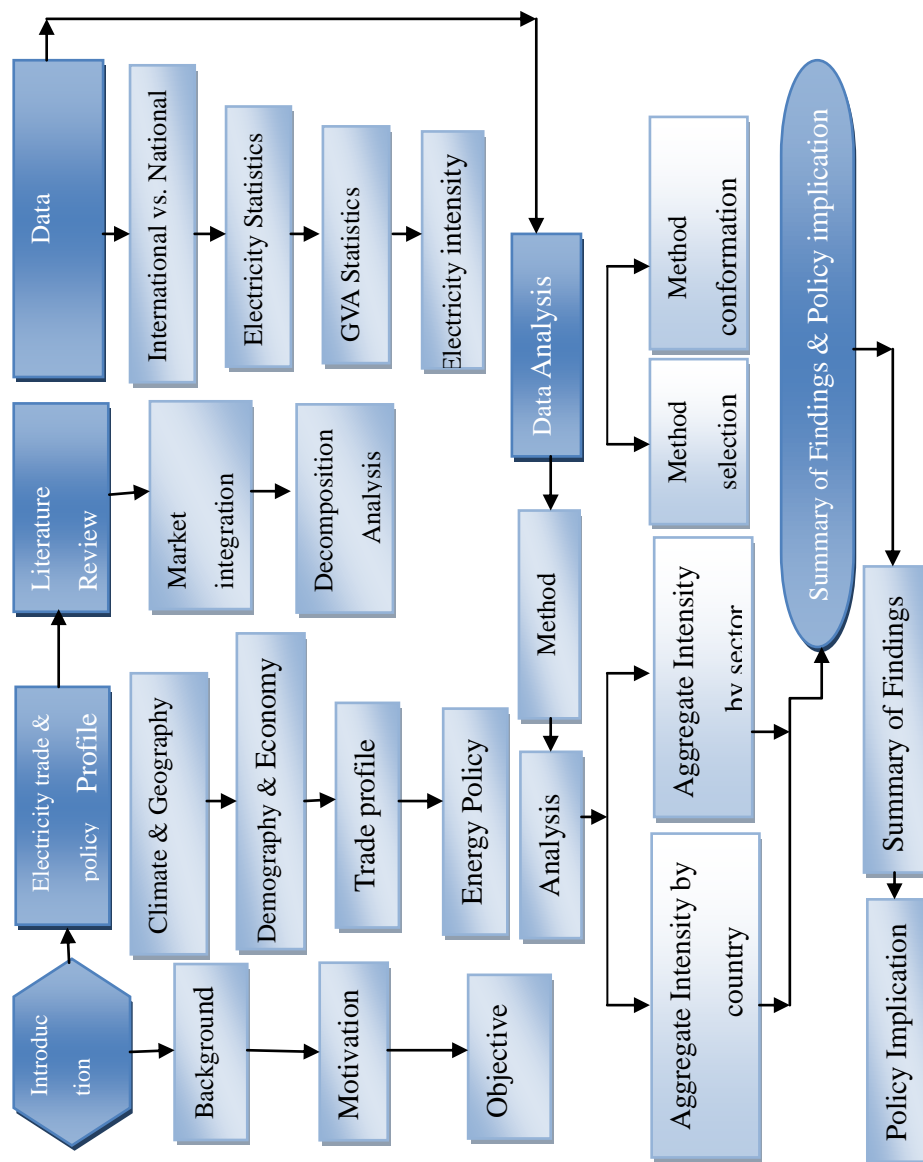 Introduc
tion
Background
Motivation
Objective
Electricity trade &
policy Profile
Climate & Geography
Demography & Economy
Trade profile
Energy Policy
Literature
Review
Market
integration
Decomposition
Analysis
Data
International vs. National
Electricity Statistics
GVA Statistics
Electricity intensity
Data Analysis
Method
Method
selection
Method
conformation
Analysis
Aggregate Intensity by
country
Aggregate Intensity
by sector
Summary of Findings & Policy implication
Summary of Findings
Policy Implication